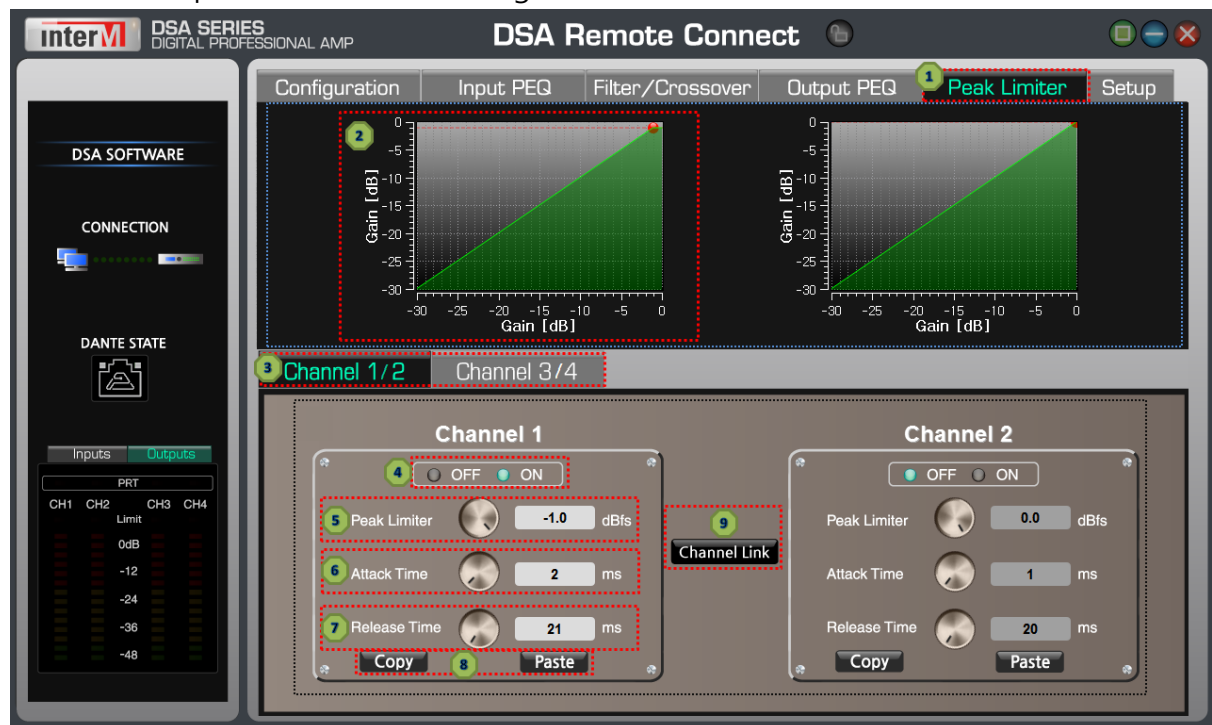 interM DSA SERIES
DIGITAL PROFESSIONAL AMP
DSA Remote Connect
DSA SOFTWARE
CONNECTION
DANTE STATE
Inputs Outputs
PRT
CH1 CH2 CH3 CH4
Limit
0dB
-12
-24
-36
-48
Configuration Input PEQ Filter/Crossover Output PEQ 1 Peak Limiter Setup
2
Gain [dB]
0
-5
-10
-15
-20
-25
-30
-30 -25 -20 -15 -10 -5 0
Gain [dB]
Gain [dB]
0
-5
-10
-15
-20
-25
-30
-30 -25 -20 -15 -10 -5 0
Gain [dB]
3 Channel 1/2 Channel 3/4
Channel 1
4 OFF ON
5 Peak Limiter -1.0 dBfs
6 Attack Time 2 ms
7 Release Time 21 ms
Copy 8 Paste
9
Channel Link
Channel 2
OFF ON
Peak Limiter 0.0 dBfs
Attack Time 1 ms
Release Time 20 ms
Copy Paste